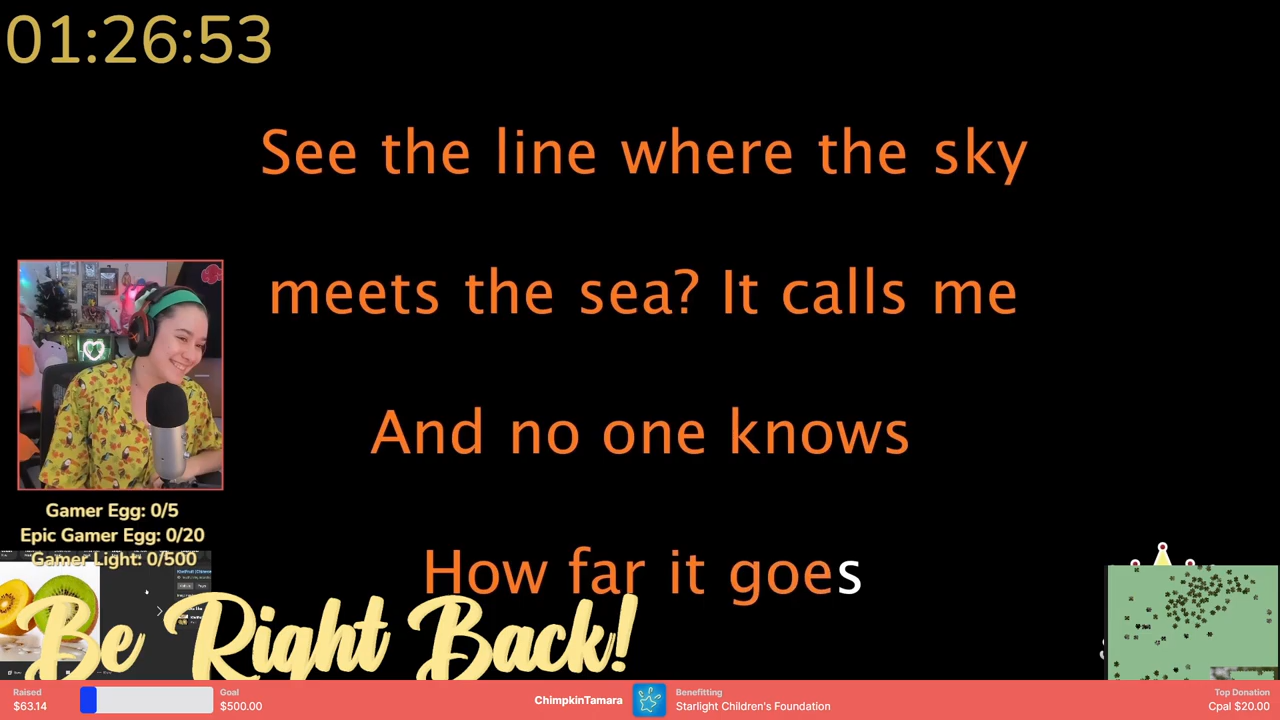 01:26:53
See the line where the sky
meets the sea? It calls me
And no one knows
How far it goes
Gamer Egg: 0/5
Epic Gamer Egg: 0/20
Gamer Light: 0/500
Be Right Back!
Raised
$63.14
Goal
$500.00
ChimpkinTamara
Benefitting
Starlight Children's Foundation
Top Donation
Cpal $20.00